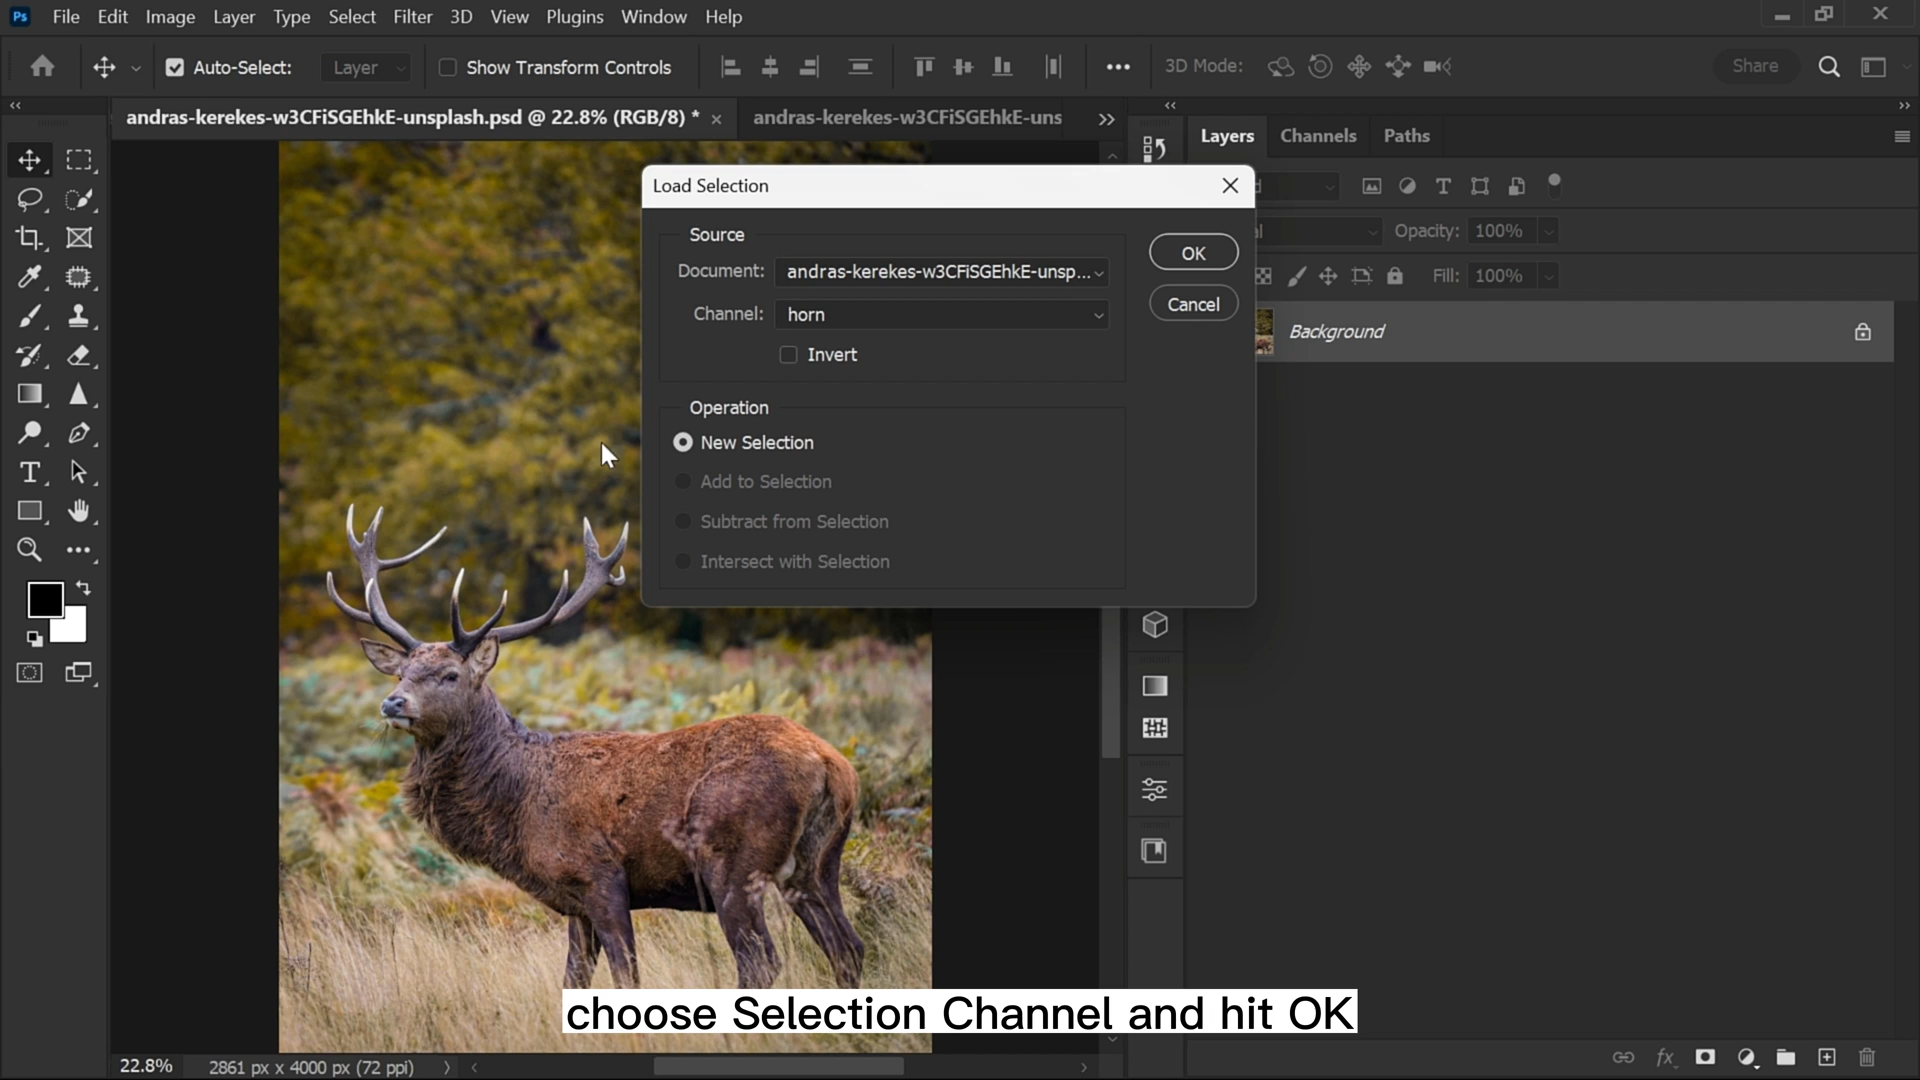 Ps File Edit Image Layer Type Select Filter 3D View Plugins Window Help
Auto-Select: Layer Show Transform Controls 3D Mode: Share
andras-kerekes-w3CFiSGEhkE-unsplash.psd @ 22.8% (RGB/8) * andras-kerekes-w3CFiSGEhkE-uns
Layers Channels Paths
Load Selection
Source
Document: andras-kerekes-w3CFiSGEhkE-unsp...
Channel: horn
Invert
OK
Cancel
Operation
New Selection
Add to Selection
Subtract from Selection
Intersect with Selection
Opacity: 100%
Fill: 100%
Background
T
choose Selection Channel and hit OK
22.8% 2861 px x 4000 px (72 ppi)
fx